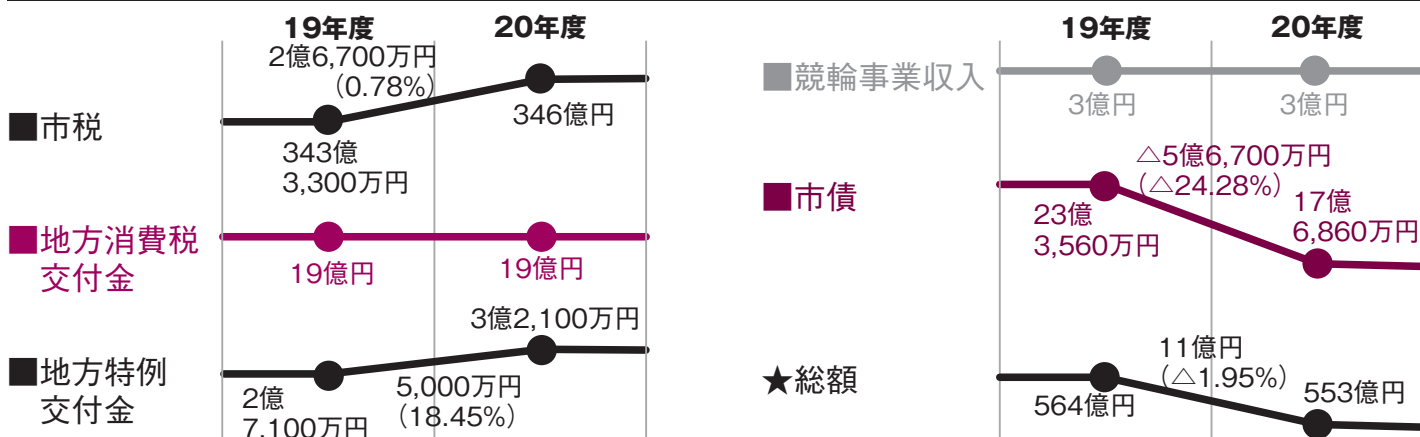 19年度
20年度
2億6,700万円
(0.78%)
■市税
346億円
343億
3,300万円
■地方消費税
交付金
19億円
19億円
3億2,100万円
■地方特例
交付金
5,000万円
(18.45%)
2億
7,100万円
19年度
20年度
■競輪事業収入
3億円
3億円
△5億6,700万円
(△24.28%)
■市債
23億
3,560万円
17億
6,860万円
11億円
(△1.95%)
★総額
564億円
553億円